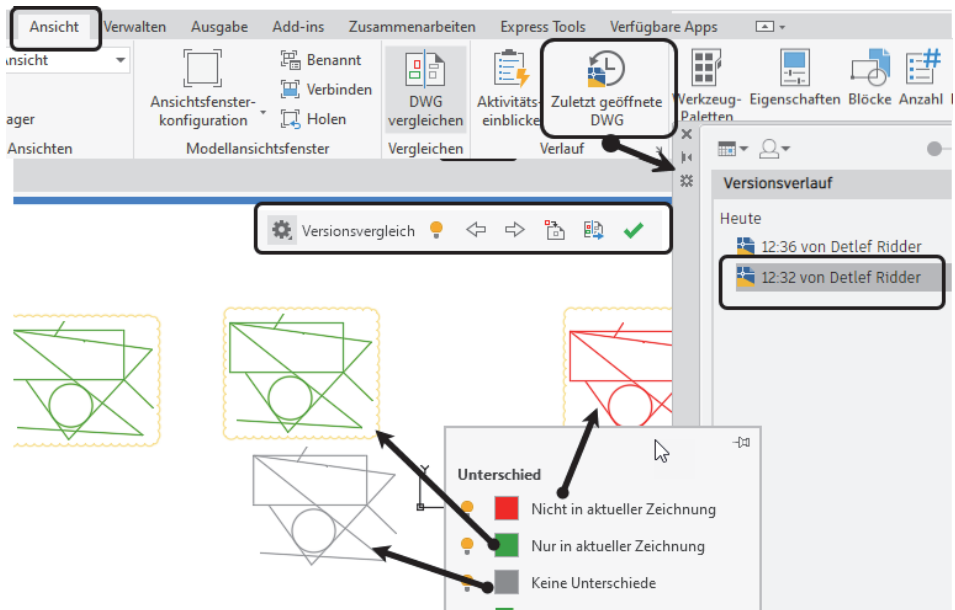 Ansicht Verwalten Ausgabe Add-ins Zusammenarbeiten Express Tools Verfügbare Apps
Benannt
Verbinden
Holen
Ansichtsfenster-
konfiguration
DWG
vergleichen
Aktivitäts-
einblicke
Zuletzt geöffnete
DWG
Werkzeug-
Paletten
Eigenschaften Blöcke Anzahl
Ansichten Modellansichtsfenster Vergleichen Verlauf
Versionsverlauf
Heute
12:36 von Detlef Ridder
12:32 von Detlef Ridder
Versionsvergleich
Y
Unterschied
Nicht in aktueller Zeichnung
Nur in aktueller Zeichnung
Keine Unterschiede